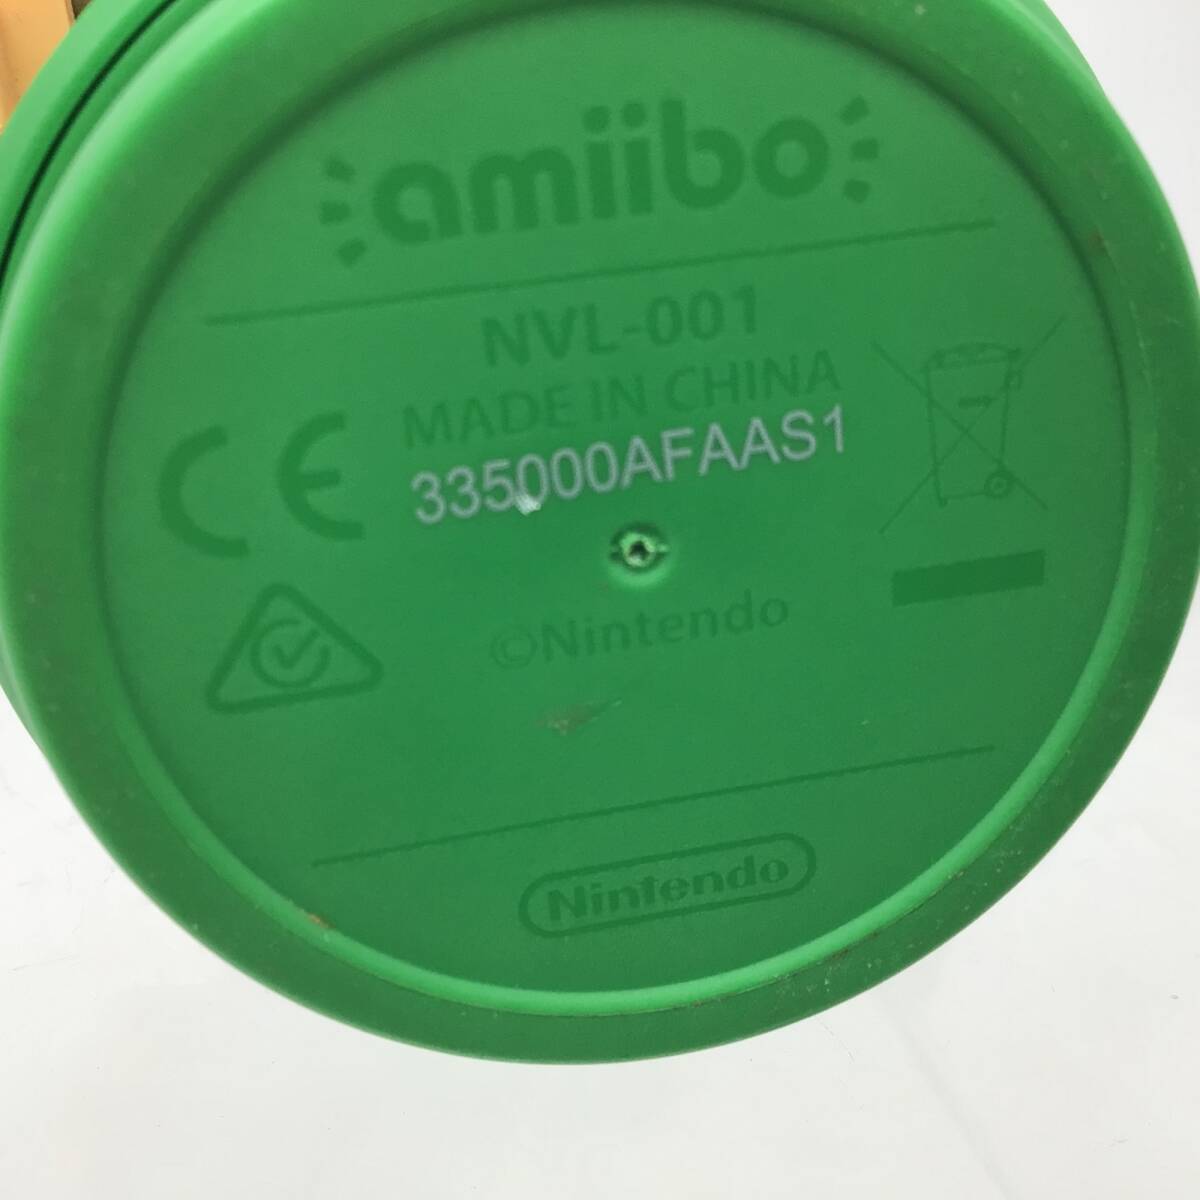 amiibo
NVL-001
MADE IN CHINA
335000AFAAS1
CE
©Nintendo
Nintendo